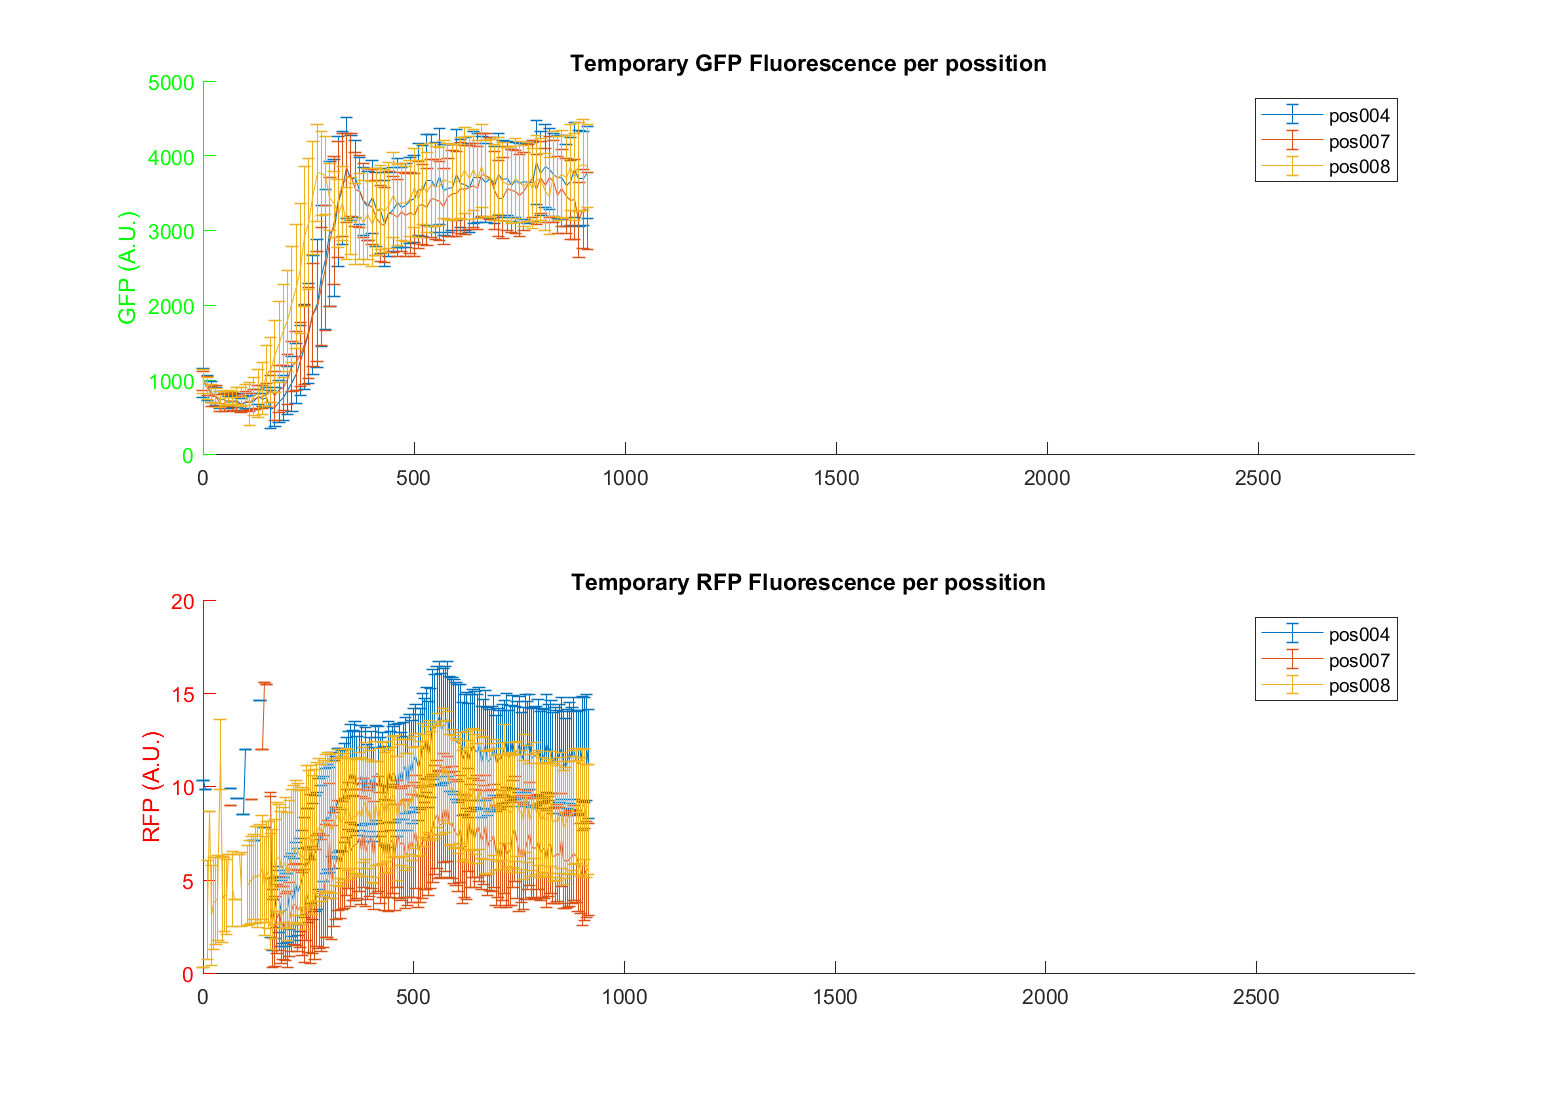 Temporary GFP Fluorescence per possition
5000
4000
3000
2000
1000
0
GFP (A.U.)
pos004
pos007
pos008
0 500 1000 1500 2000 2500
Temporary RFP Fluorescence per possition
20
15
10
5
0
RFP (A.U.)
pos004
pos007
pos008
0 500 1000 1500 2000 2500